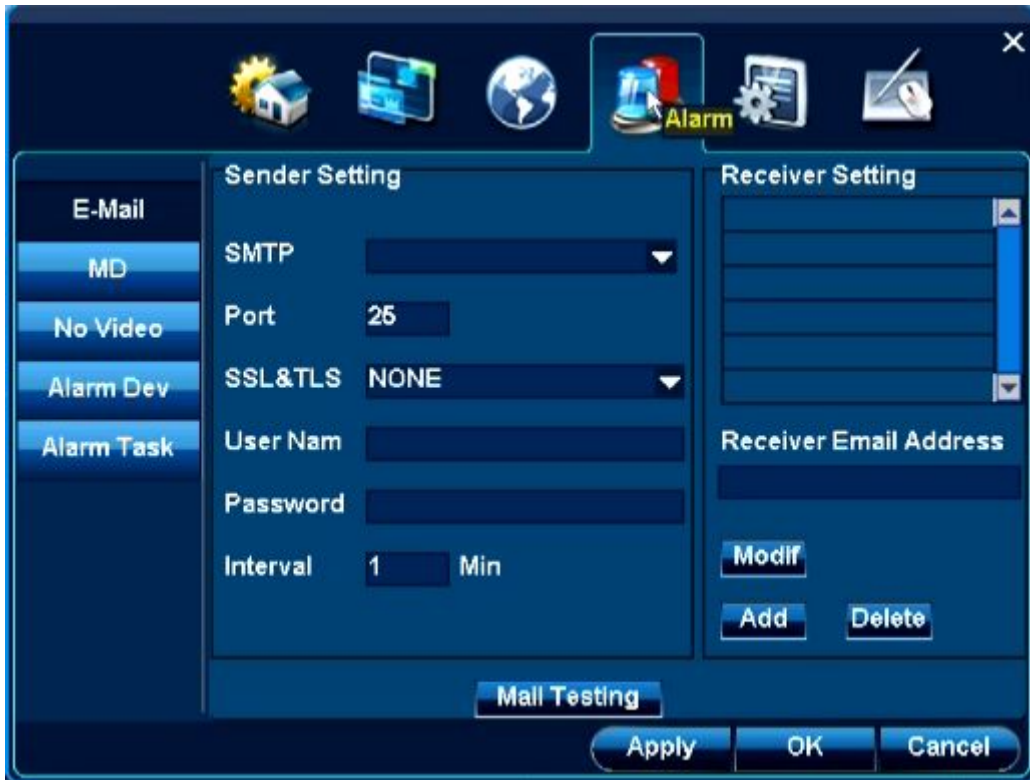 Alarm
E-Mail
MD
No Video
Alarm Dev
Alarm Task
Sender Setting
SMTP
Port 25
SSL&TLS NONE
User Nam
Password
Interval 1 Min
Receiver Setting
Receiver Email Address
Modif
Add Delete
Mail Testing
Apply OK Cancel